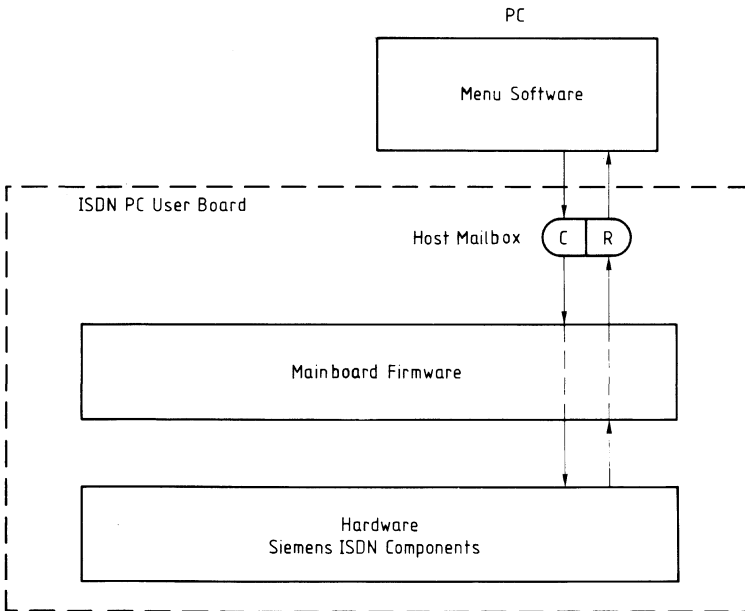 PC
Menu Software
ISDN PC User Board
Host Mailbox
C R
Mainboard Firmware
Hardware
Siemens ISDN Components